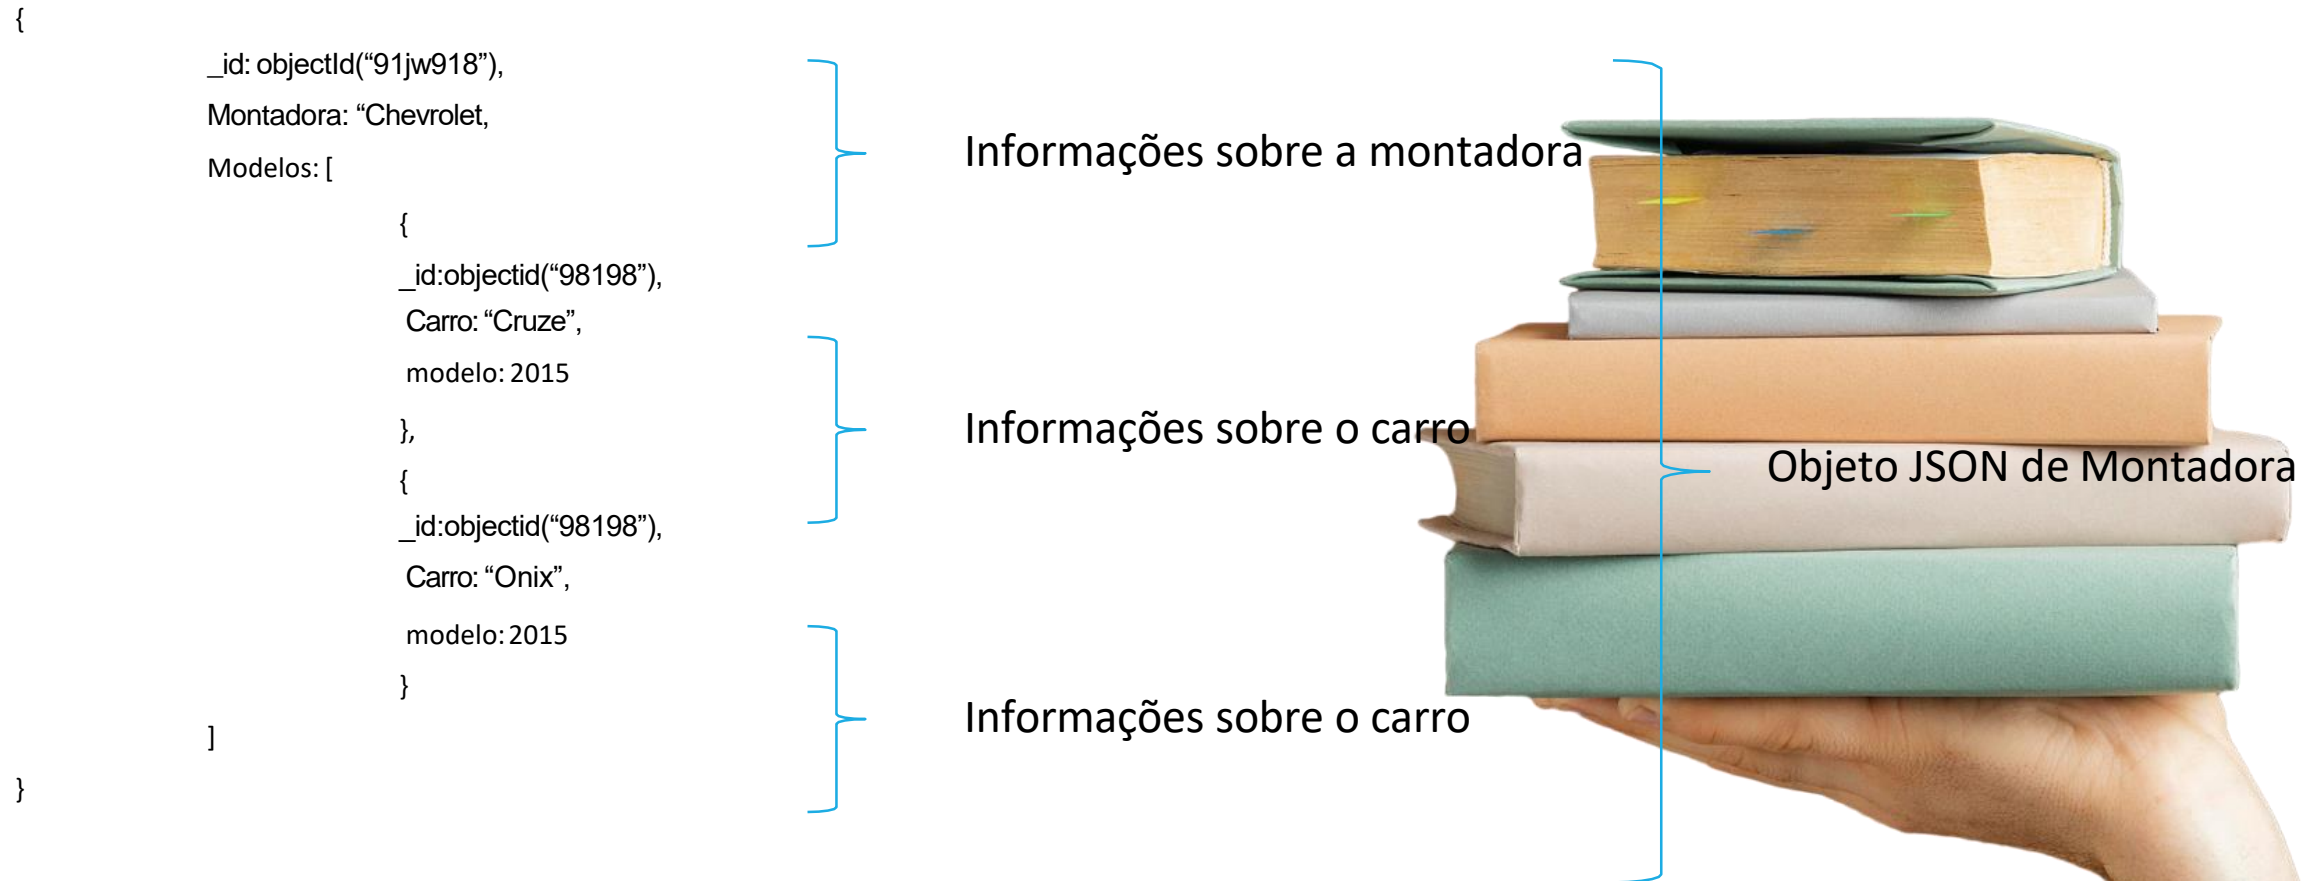 {
_id: objectId(“91jw918”),
Montadora: “Chevrolet,
Modelos: [
{
_id:objectid(“98198”),
Carro: “Cruze”,
modelo: 2015
},
{
_id:objectid(“98198”),
Carro: “Onix”,
modelo: 2015
}
]
}
Informações sobre a montadora
Informações sobre o carro
Informações sobre o carro
Objeto JSON de Montadora